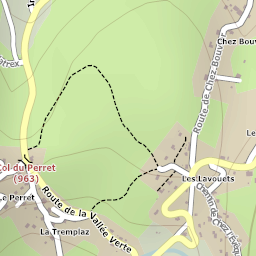 Chez Bouv
Route de Chez Bouver
Col du Perret
(963)
Le Perret
Route de la Vallée Verte
La Tremplaz
Les Lavouets